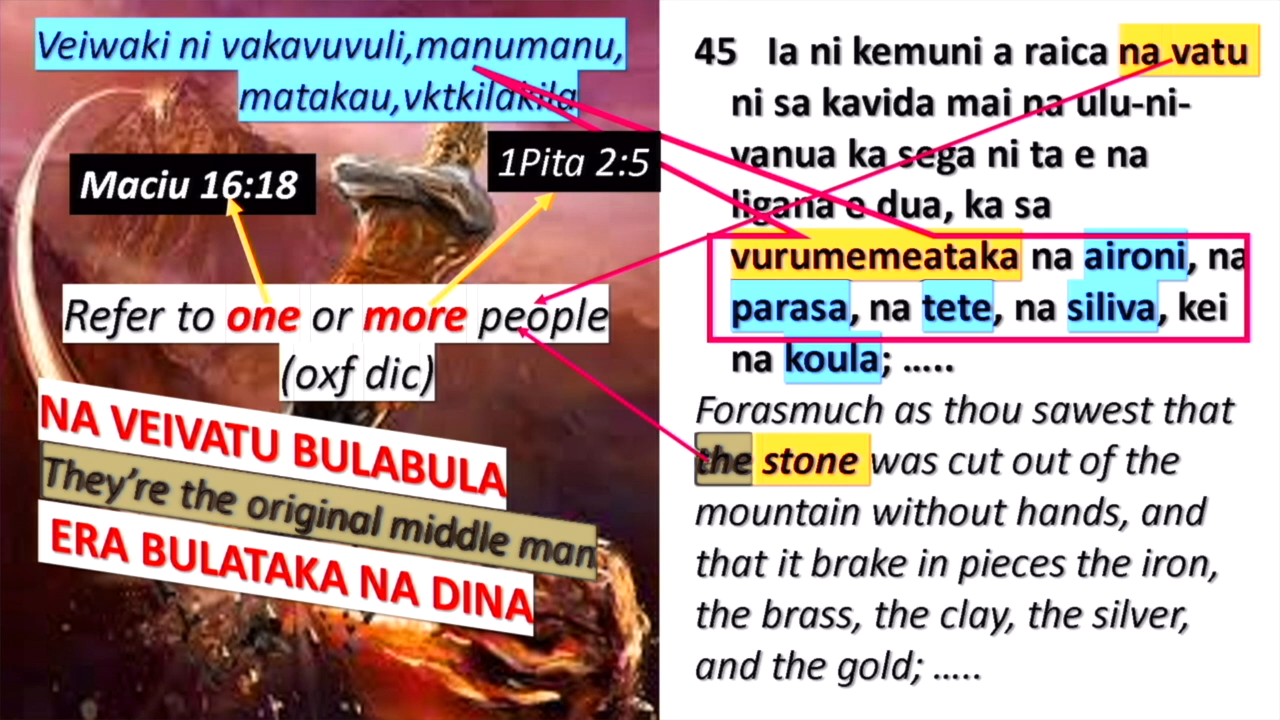 Veiwaki ni vakavuvuli,manumanu,
matakau,vktkilakila
Maciu 16:18
1Pita 2:5
Refer to one or more people
(oxf dic)
NA VEIVATU BULABULA
They’re the original middle man
ERA BULATAKA NA DINA
45 Ia ni kemuni a raica na vatu
ni sa kavida mai na ulu-ni-
vanua ka sega ni ta e na
ligana e dua, ka sa
vurumemeataka na aironi, na
parasa, na tete, na siliva, kei
na koula; …..
Forasmuch as thou sawest that
the stone was cut out of the
mountain without hands, and
that it brake in pieces the iron,
the brass, the clay, the silver,
and the gold; …..